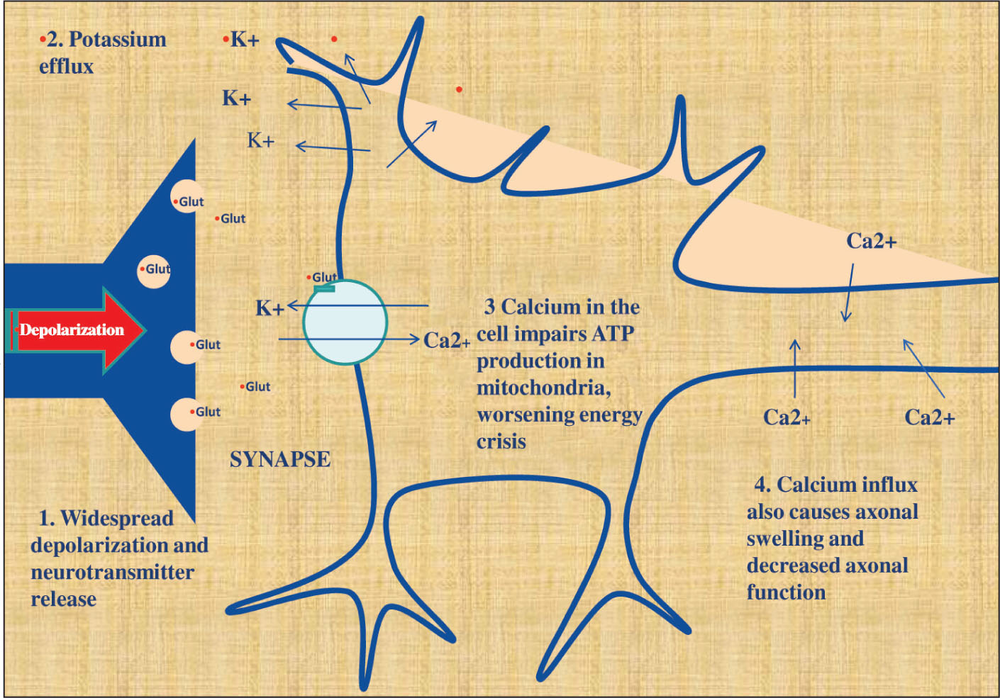 •2. Potassium
efflux
•K+
K+
K+
•Glut
•Glut
•Glut
•Glut
K+
Ca2+
Depolarization
•Glut
•Glut
•Glut
SYNAPSE
1. Widespread
depolarization and
neurotransmitter
release
3 Calcium in the
cell impairs ATP
production in
mitochondria,
worsening energy
crisis
Ca2+
Ca2+
Ca2+
4. Calcium influx
also causes axonal
swelling and
decreased axonal
function